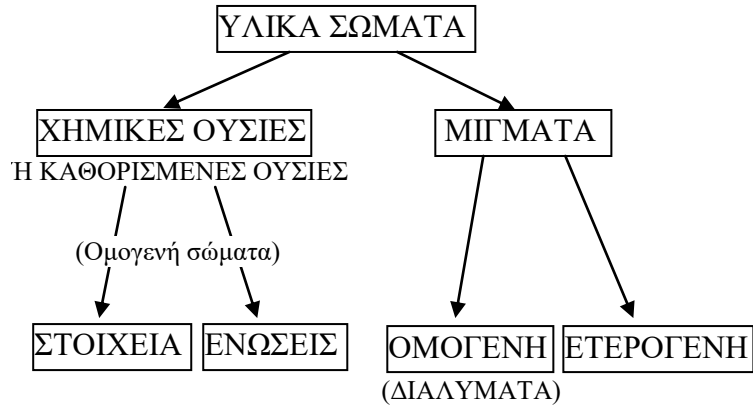 ΥΛΙΚΑ ΣΩΜΑΤΑ
ΧΗΜΙΚΕΣ ΟΥΣΙΕΣ
ΜΙΓΜΑΤΑ
Ή ΚΑΘΟΡΙΣΜΕΝΕΣ ΟΥΣΙΕΣ
(Ομογενή σώματα)
ΣΤΟΙΧΕΙΑ
ΕΝΩΣΕΙΣ
ΟΜΟΓΕΝΗ
ΕΤΕΡΟΓΕΝΗ
(ΔΙΑΛΥΜΑΤΑ)